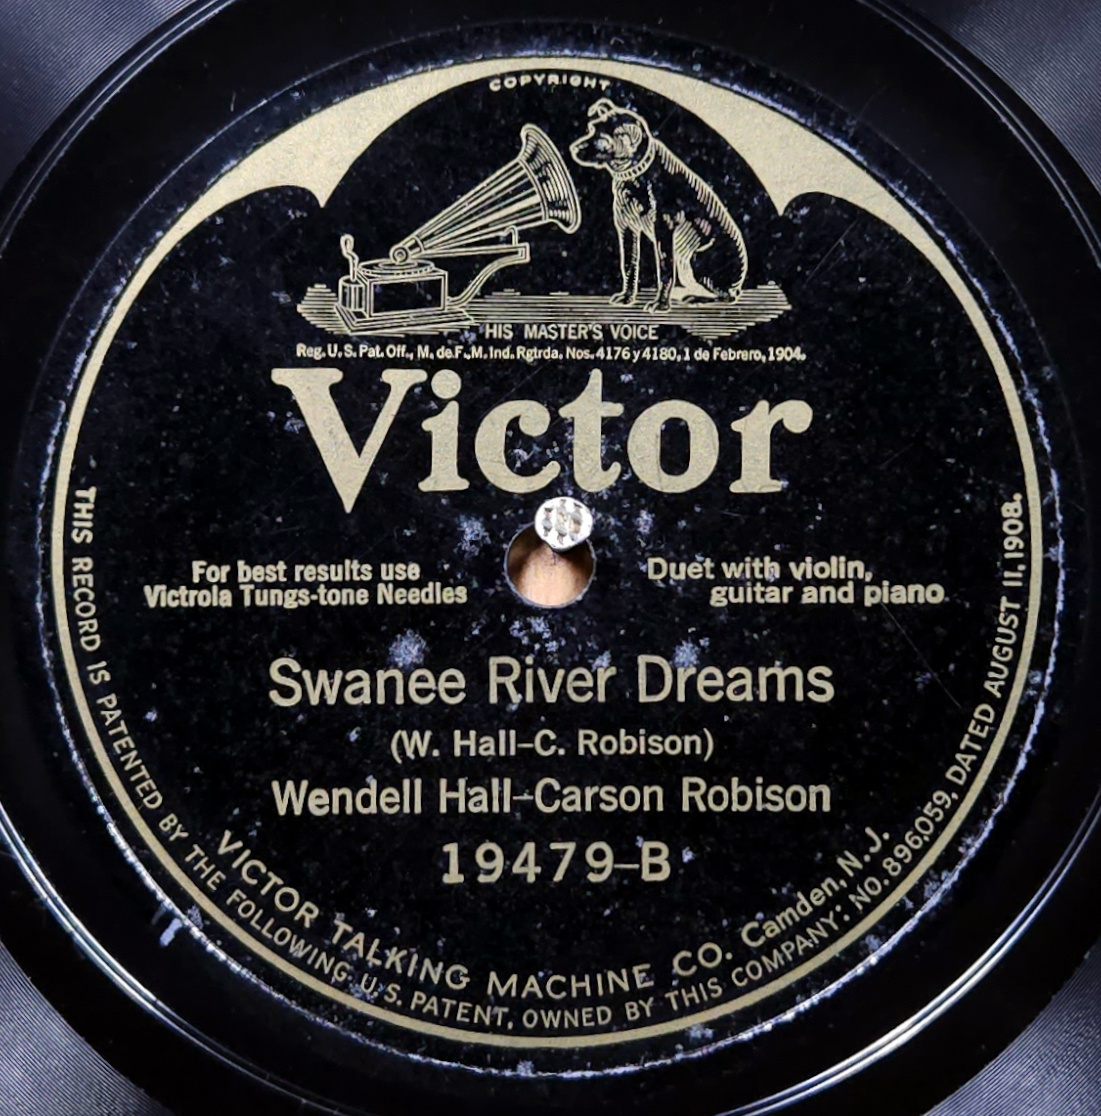 COPYRIGHT
HIS MASTER'S VOICE
Reg. U.S. Pat. Off., M. de F., M. Ind. Rgtrda. Nos. 4176 y 4180, 1 de Febrero, 1904.
Victor
For best results use
Victrola Tungs-tone Needles
Duet with violin,
guitar and piano
Swanee River Dreams
(W. Hall-C. Robison)
Wendell Hall-Carson Robison
19479-B
VICTOR TALKING MACHINE CO. Camden, N. J.
THIS RECORD IS PATENTED BY THE FOLLOWING U.S. PATENT, OWNED BY THIS COMPANY: NO. 896,059, DATED AUGUST 11, 1908.